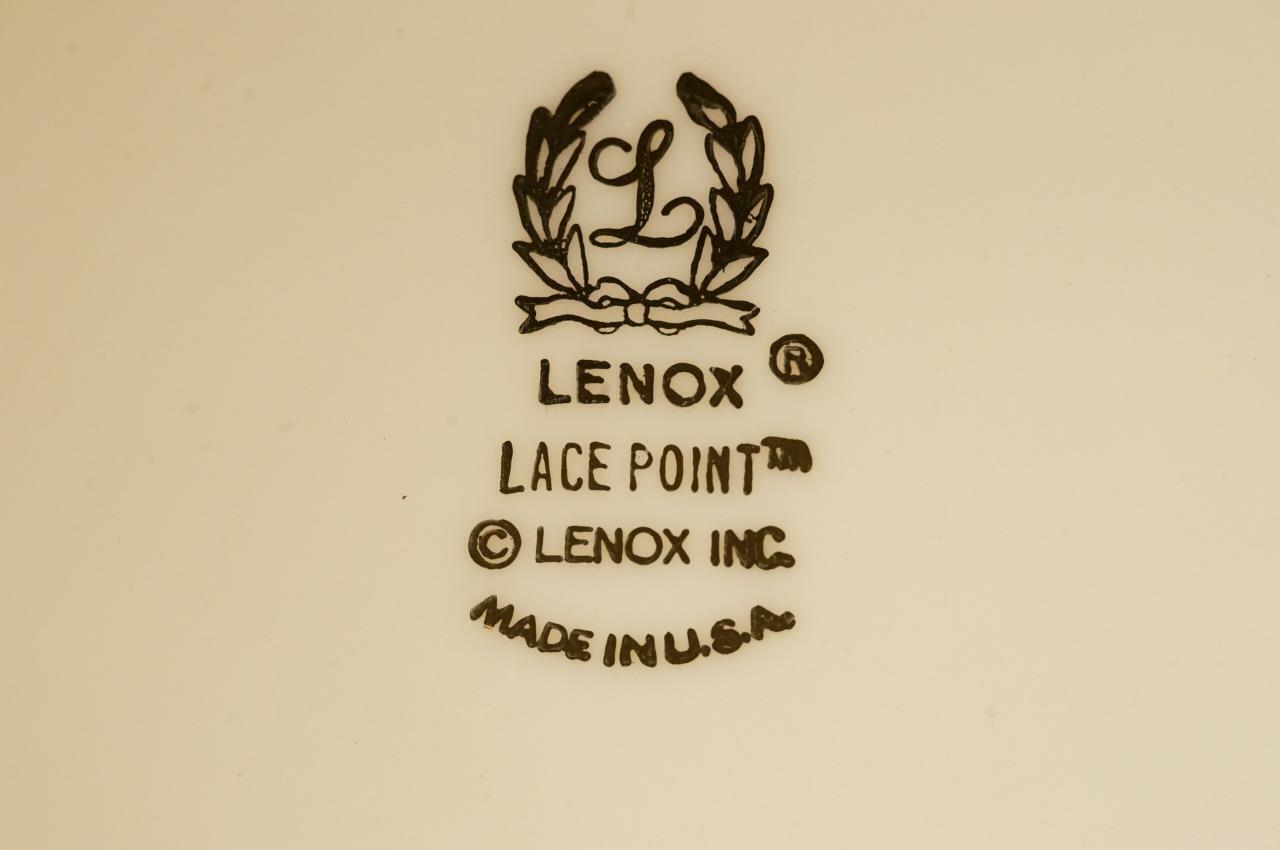 L
LENOX ®
LACE POINT™
© LENOX INC.
MADE IN U.S.A.